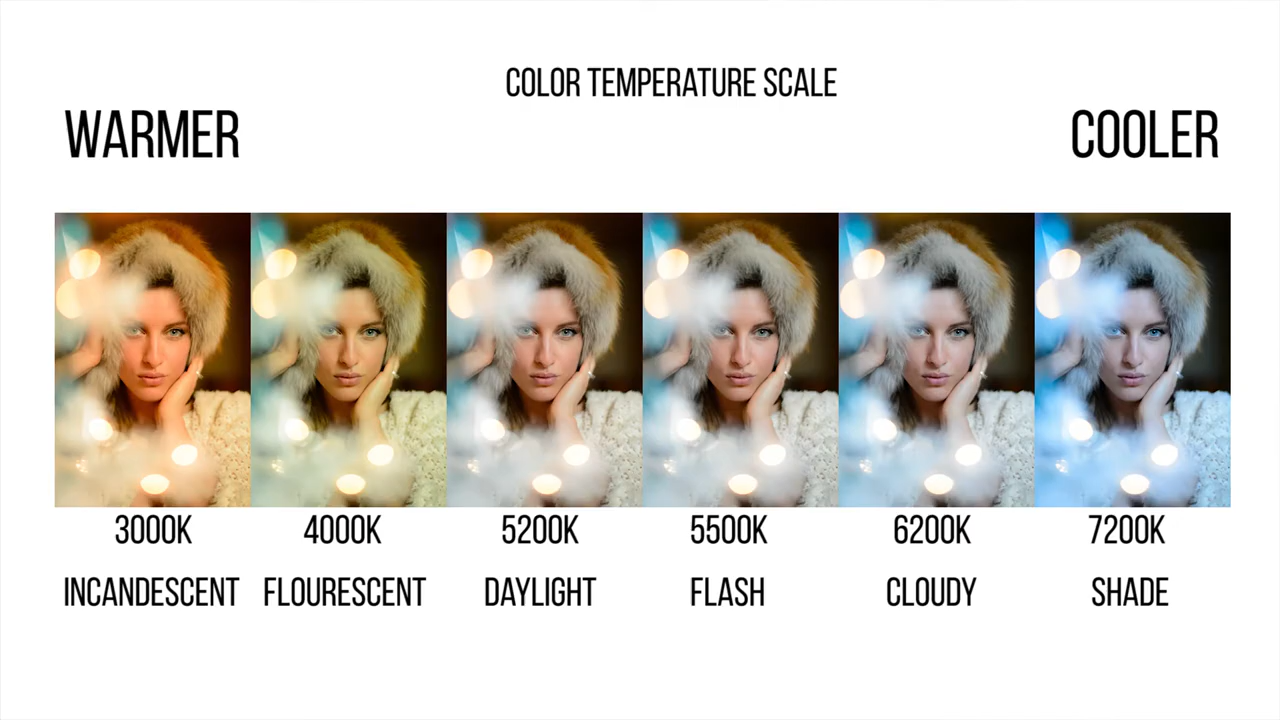 COLOR TEMPERATURE SCALE
WARMER
COOLER
3000K
4000K
5200K
5500K
6200K
7200K
INCANDESCENT
FLOURESCENT
DAYLIGHT
FLASH
CLOUDY
SHADE